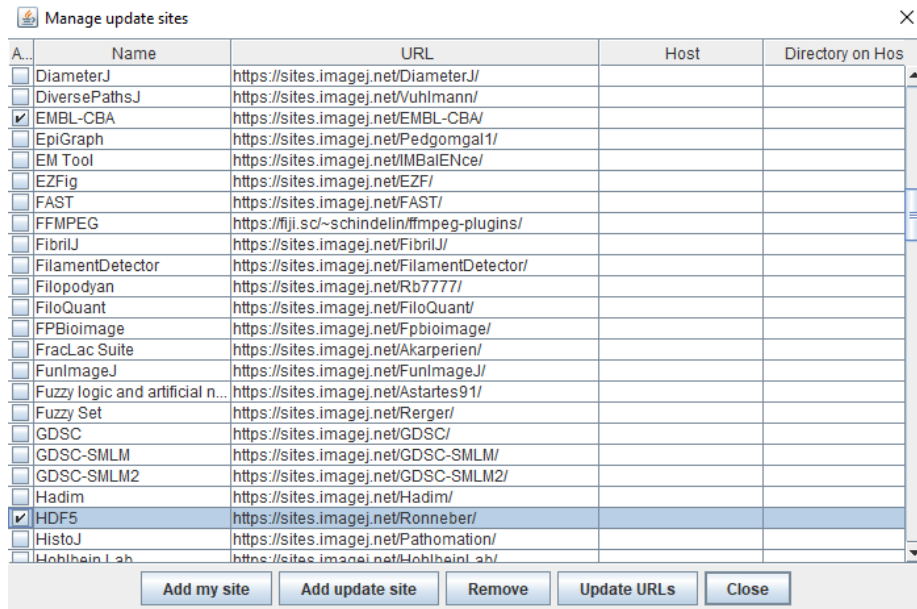 Manage update sites
A... Name URL Host Directory on Hos
DiameterJ https://sites.imagej.net/DiameterJ/
DiversePathsJ https://sites.imagej.net/Vuhlmann/
EMBL-CBA https://sites.imagej.net/EMBL-CBA/
EpiGraph https://sites.imagej.net/Pedgomgal1/
EM Tool https://sites.imagej.net/IMBalENce/
EZFig https://sites.imagej.net/EZF/
FAST https://sites.imagej.net/FAST/
FFMPEG https://fiji.sc/~schindelin/ffmpeg-plugins/
FibrilJ https://sites.imagej.net/FibrilJ/
FilamentDetector https://sites.imagej.net/FilamentDetector/
Filopodyan https://sites.imagej.net/Rb7777/
FiloQuant https://sites.imagej.net/FiloQuant/
FPBioimage https://sites.imagej.net/Fpbioimage/
FracLac Suite https://sites.imagej.net/Akarperien/
FunImageJ https://sites.imagej.net/FunImageJ/
Fuzzy logic and artificial n... https://sites.imagej.net/Astartes91/
Fuzzy Set https://sites.imagej.net/Rerger/
GDSC https://sites.imagej.net/GDSC/
GDSC-SMLM https://sites.imagej.net/GDSC-SMLM/
GDSC-SMLM2 https://sites.imagej.net/GDSC-SMLM2/
Hadim https://sites.imagej.net/Hadim/
HDF5 https://sites.imagej.net/Ronneber/
HistoJ https://sites.imagej.net/Pathomation/
Hohlbein Lab https://sites.imagej.net/HohlbeinLab/
Add my site Add update site Remove Update URLs Close